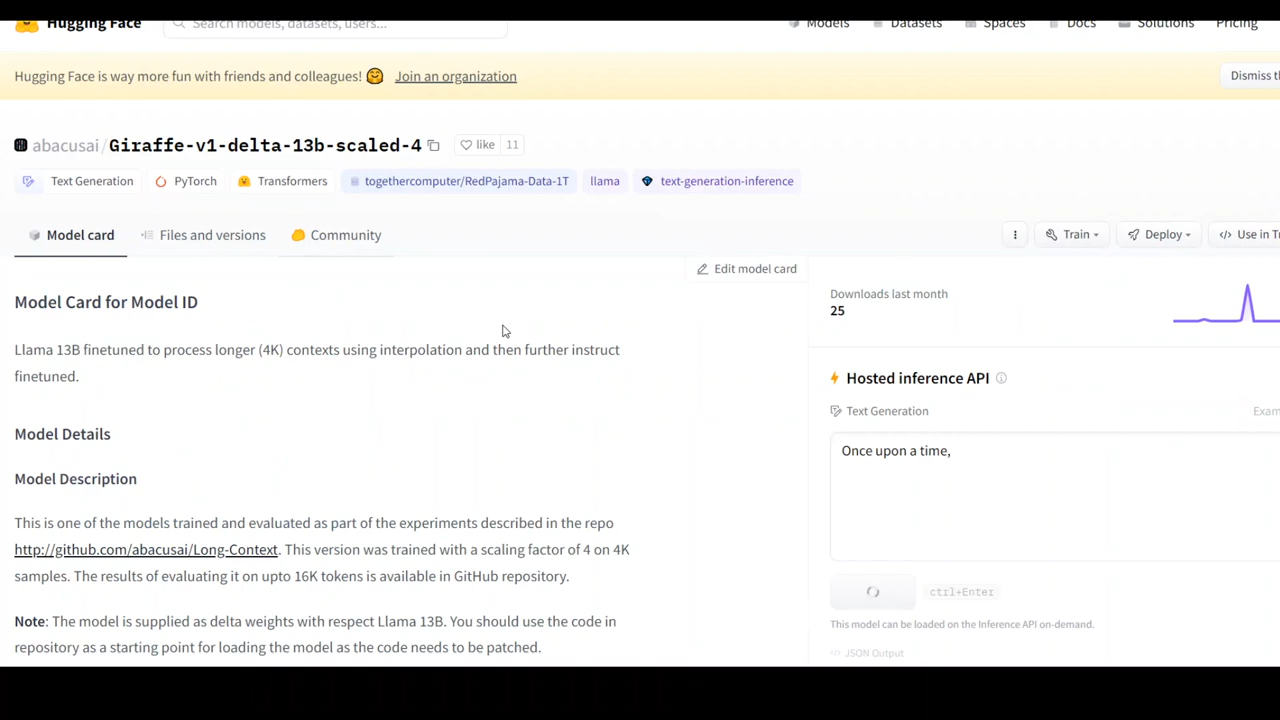 Hugging Face
Search models, datasets, users...
Models
Datasets
Spaces
Docs
Solutions
Pricing
Hugging Face is way more fun with friends and colleagues! 🤗 Join an organization
Dismiss th
abacusai/Giraffe-v1-delta-13b-scaled-4
like 11
Text Generation
PyTorch
Transformers
togethercomputer/RedPajama-Data-1T
llama
text-generation-inference
Model card
Files and versions
Community
Train
Deploy
</> Use in Tr
Edit model card
Model Card for Model ID
Llama 13B finetuned to process longer (4K) contexts using interpolation and then further instruct
finetuned.
Model Details
Model Description
This is one of the models trained and evaluated as part of the experiments described in the repo
http://github.com/abacusai/Long-Context. This version was trained with a scaling factor of 4 on 4K
samples. The results of evaluating it on upto 16K tokens is available in GitHub repository.
Note: The model is supplied as delta weights with respect Llama 13B. You should use the code in
repository as a starting point for loading the model as the code needs to be patched.
Downloads last month
25
Hosted inference API
Text Generation
Exam
Once upon a time,
ctrl+Enter
This model can be loaded on the Inference API on-demand.
</> JSON Output